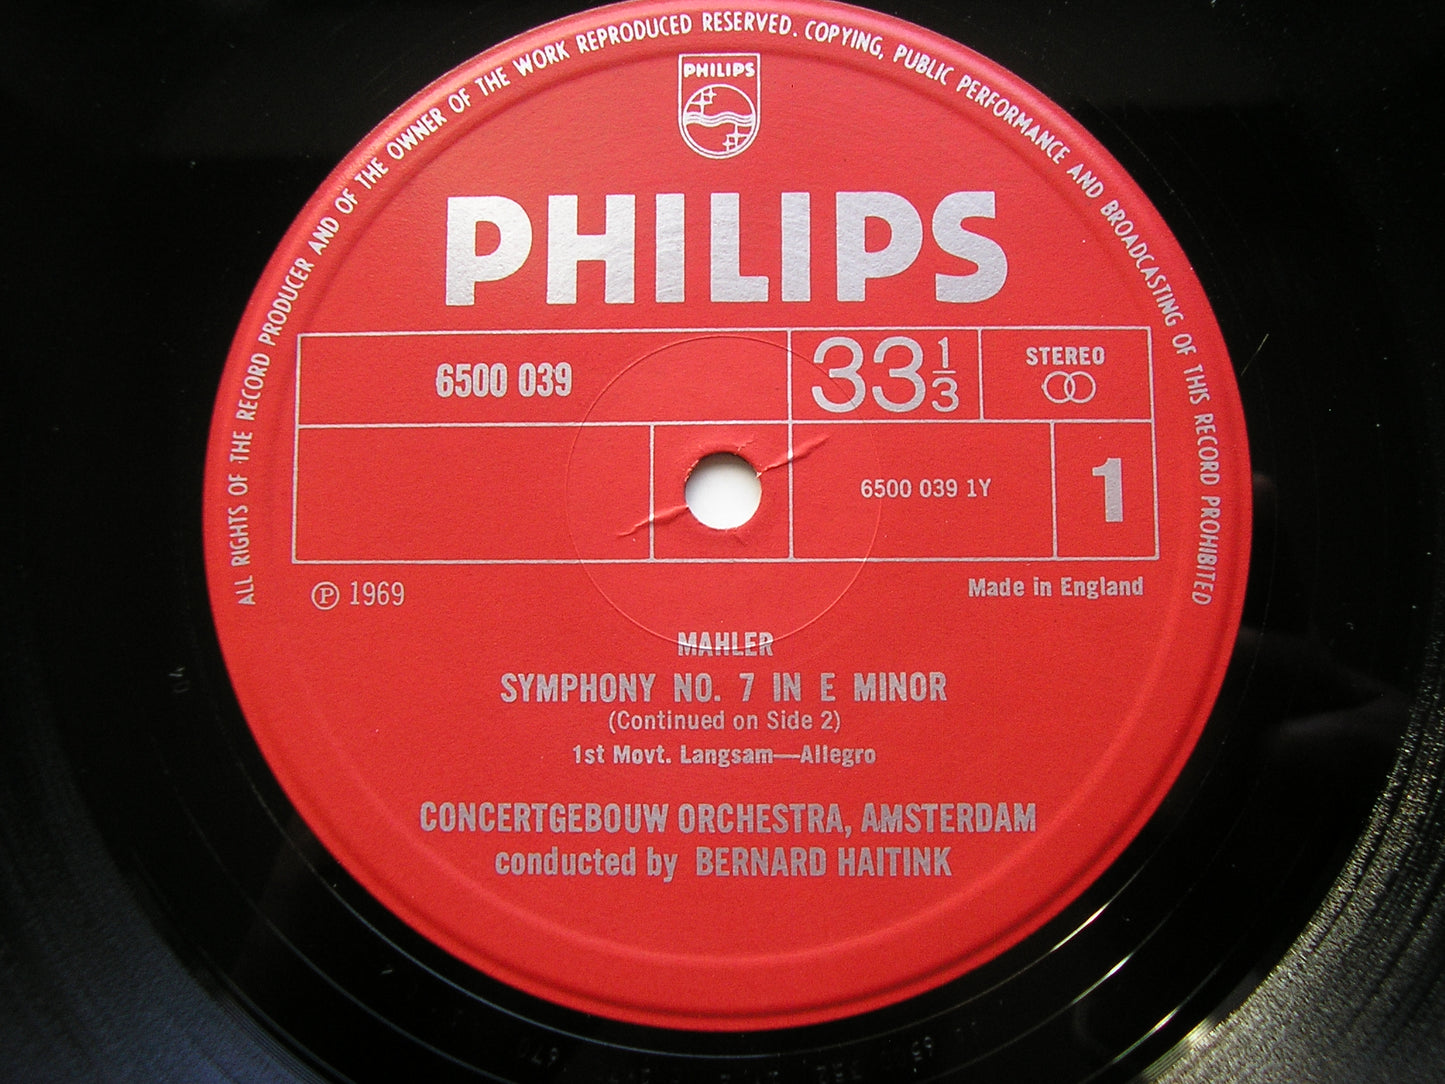 ALL RIGHTS OF THE RECORD PRODUCER AND OF THE OWNER OF THE WORK REPRODUCED RESERVED. COPYING, PUBLIC PERFORMANCE AND BROADCASTING OF THIS RECORD PROHIBITED
PHILIPS
PHILIPS
6500 039
33 1/3
STEREO
6500 039 1Y
1
℗ 1969
Made in England
MAHLER
SYMPHONY NO. 7 IN E MINOR
(Continued on Side 2)
1st Movt. Langsam—Allegro
CONCERTGEBOUW ORCHESTRA, AMSTERDAM
conducted by BERNARD HAITINK